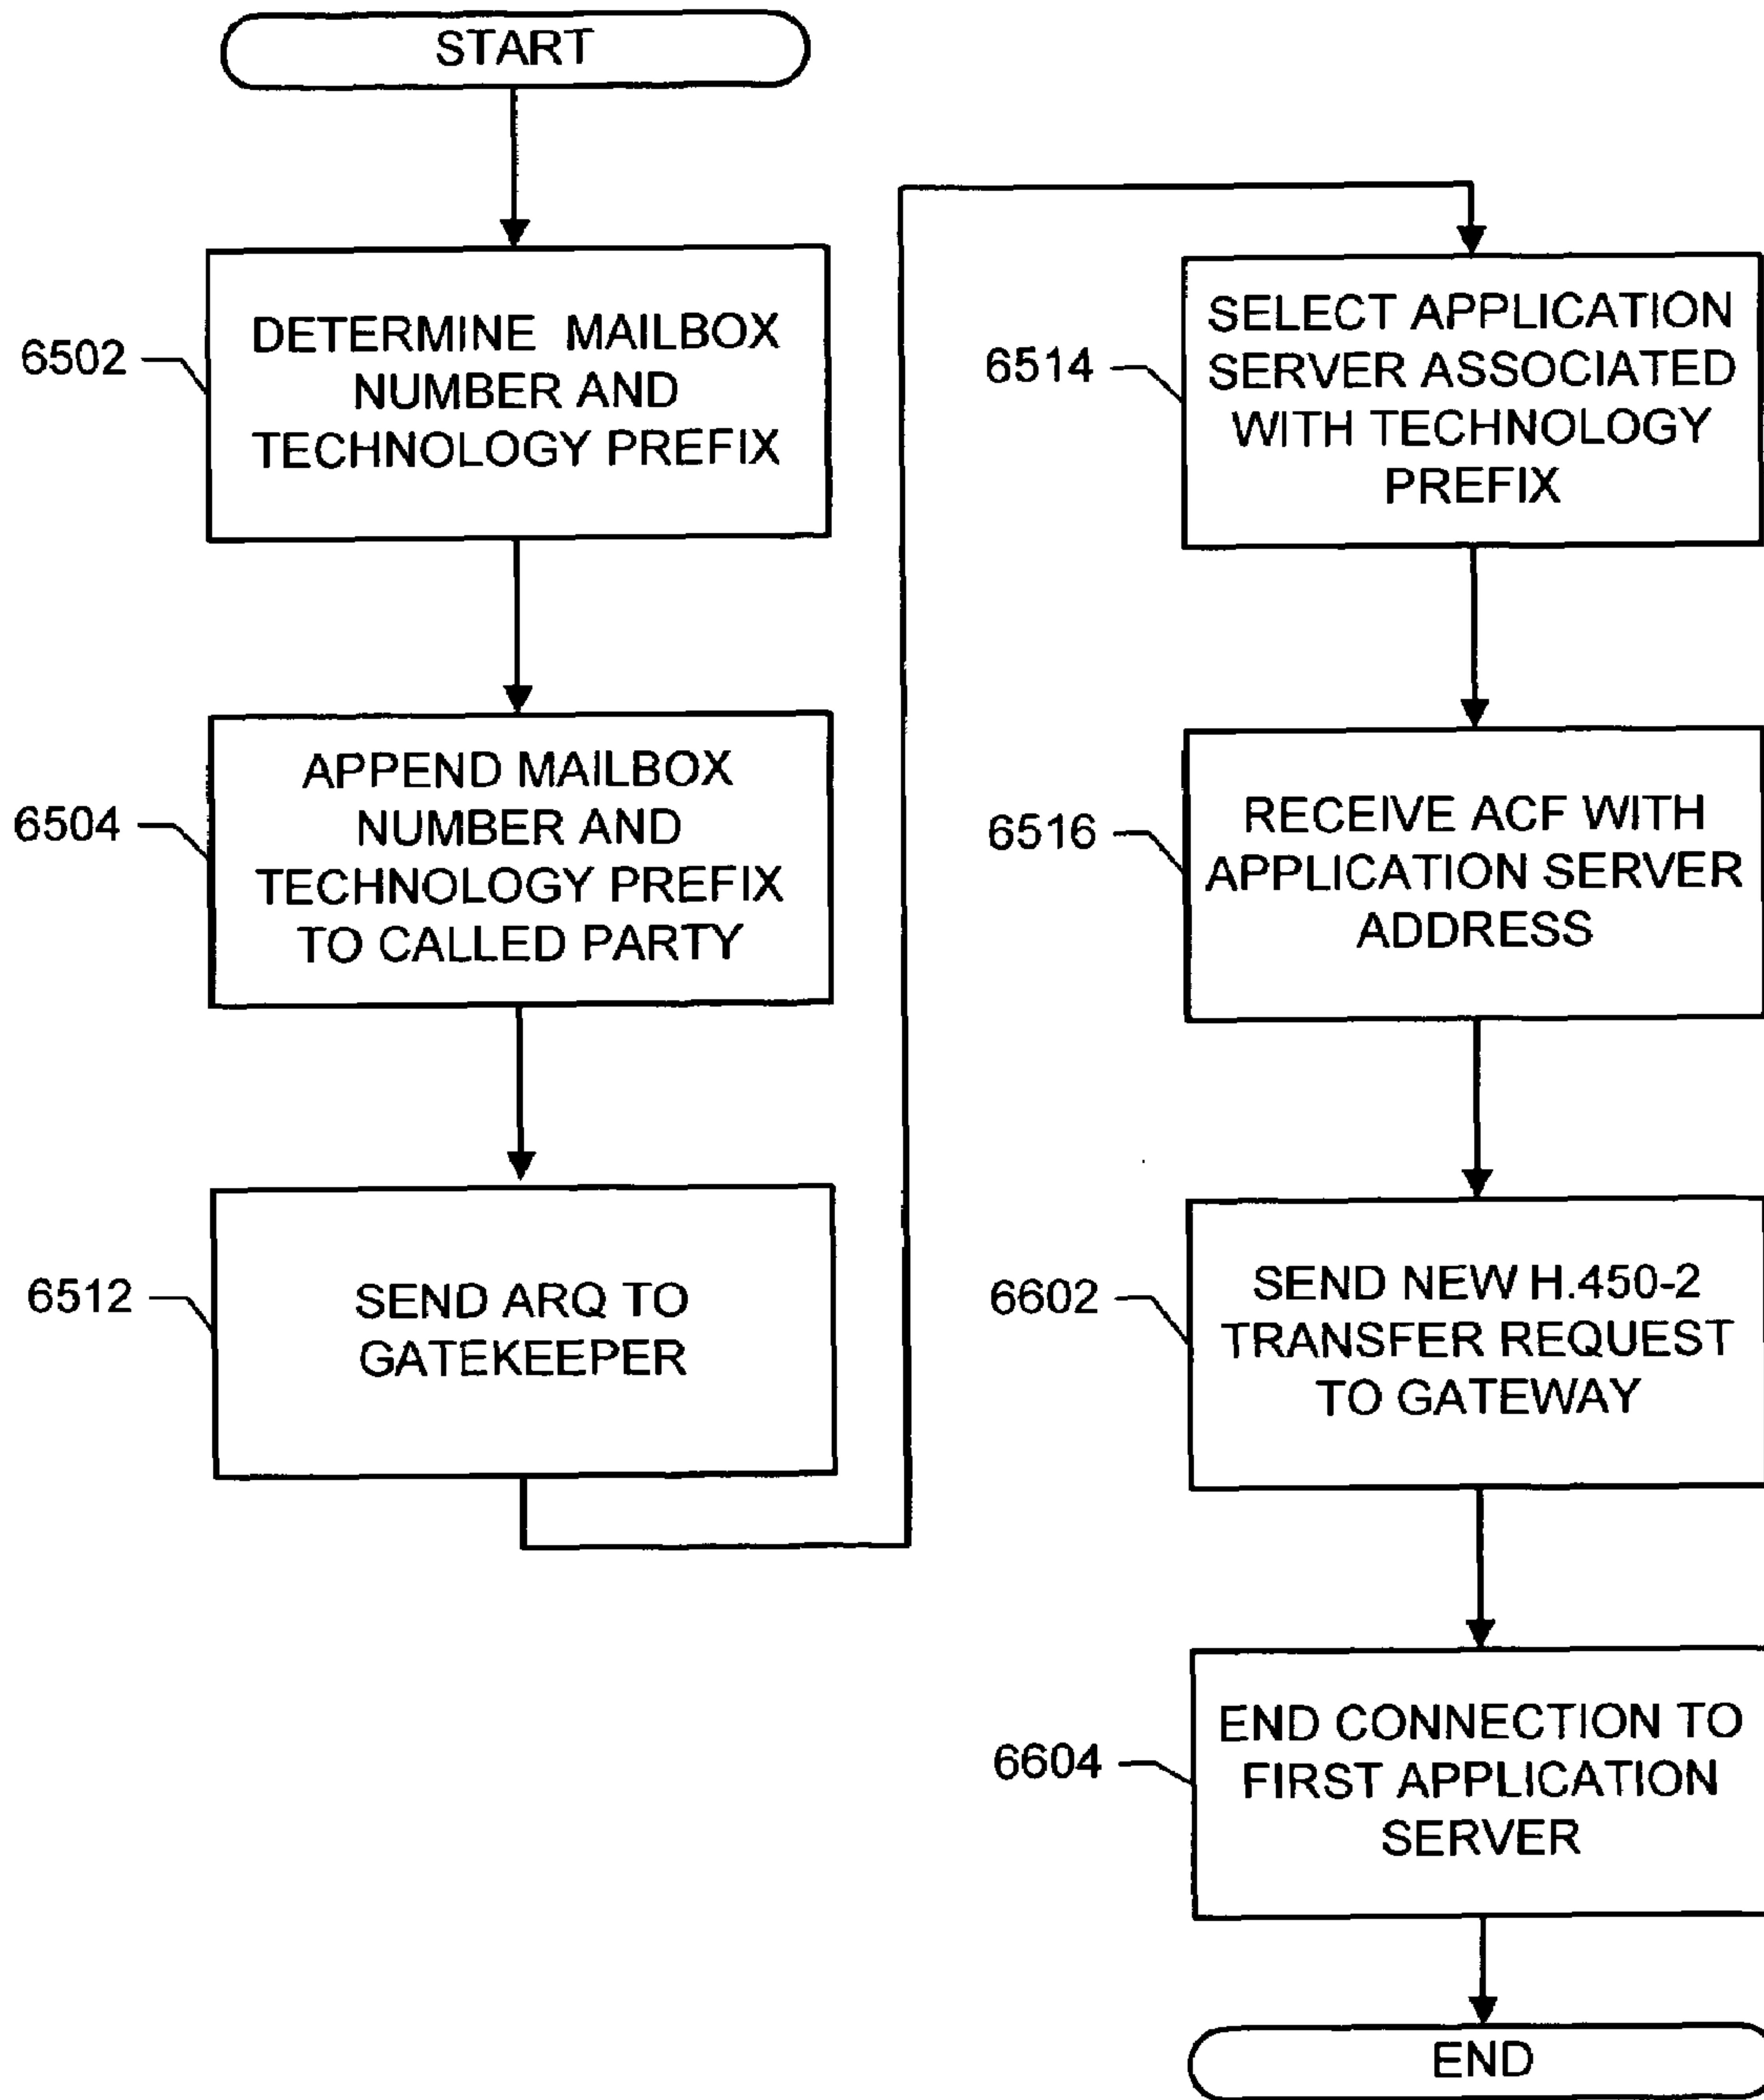 START
6502
DETERMINE MAILBOX
NUMBER AND
TECHNOLOGY PREFIX
6504
APPEND MAILBOX
NUMBER AND
TECHNOLOGY PREFIX
TO CALLED PARTY
6512
SEND ARQ TO
GATEKEEPER
6514
SELECT APPLICATION
SERVER ASSOCIATED
WITH TECHNOLOGY
PREFIX
6516
RECEIVE ACF WITH
APPLICATION SERVER
ADDRESS
6602
SEND NEW H.450-2
TRANSFER REQUEST
TO GATEWAY
6604
END CONNECTION TO
FIRST APPLICATION
SERVER
END